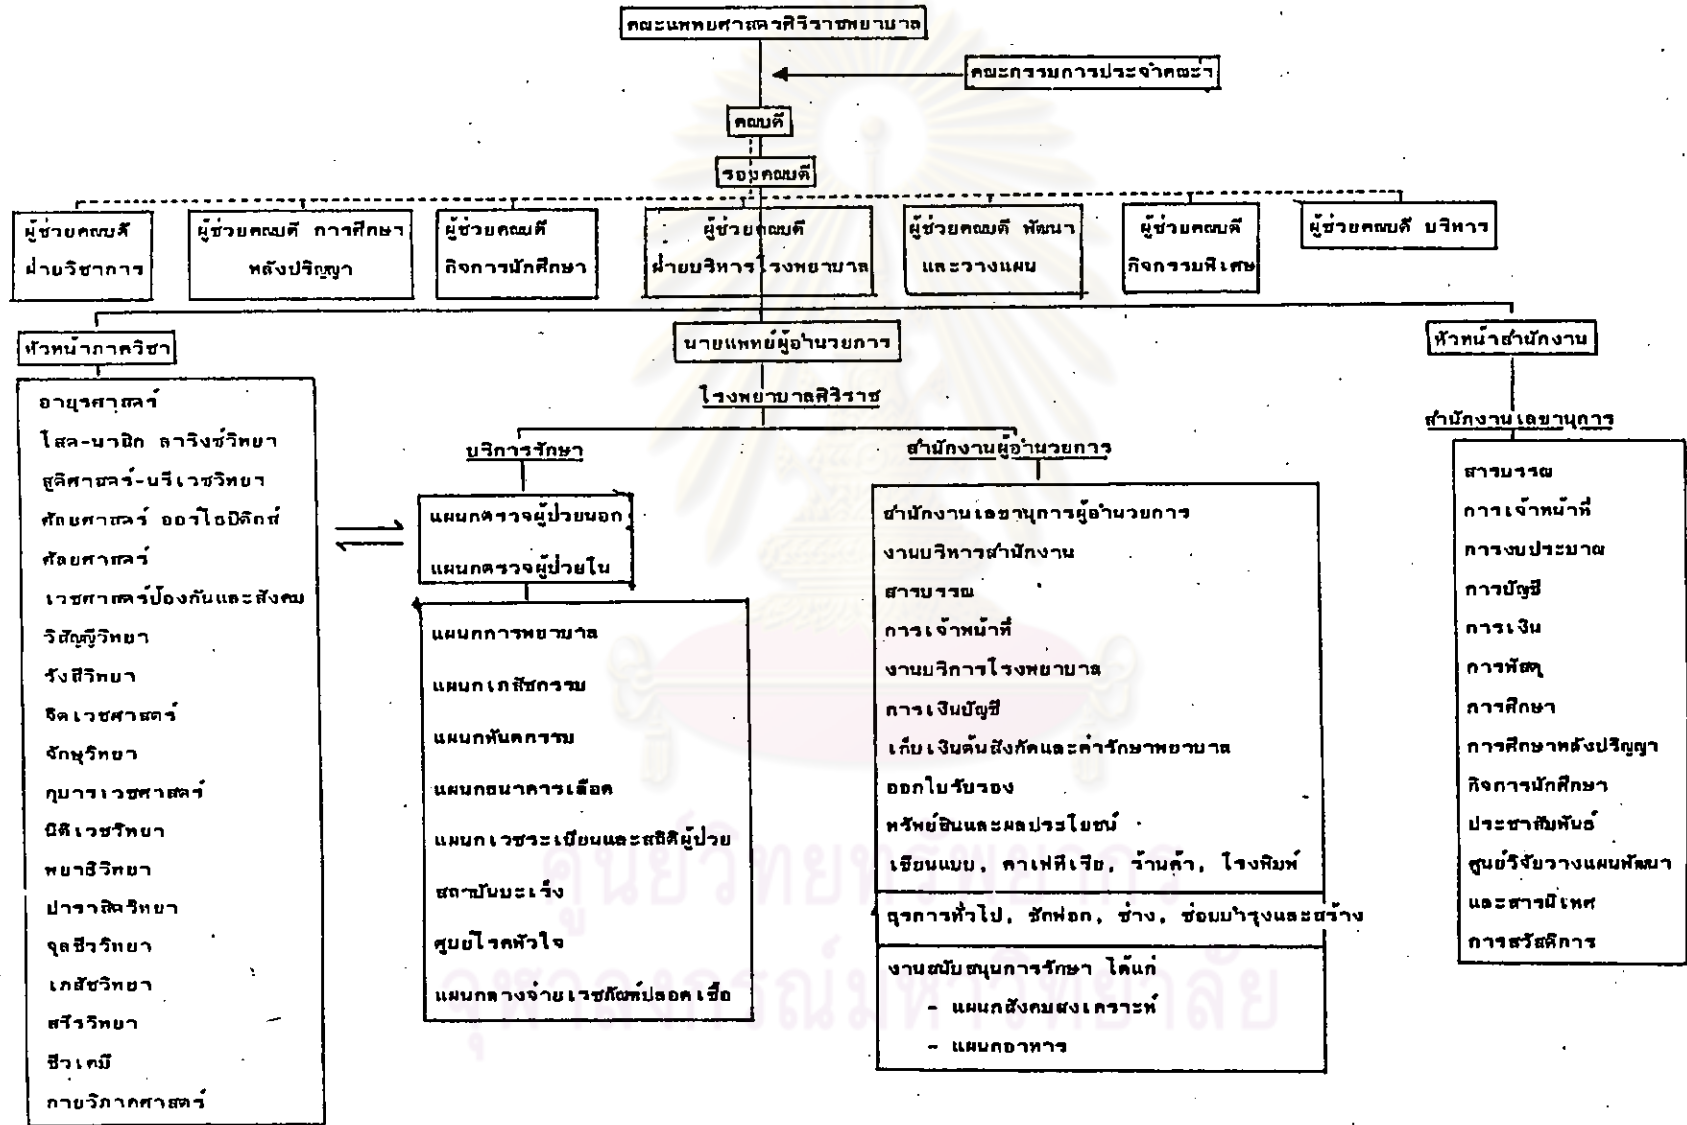 คณะแพทยศาสตรศิริราชพยาบาล
คณะกรรมการประจำคณะฯ
คณบดี
รองคณบดี
ผู้ช่วยคณบดี
ฝ่ายวิชาการ
ผู้ช่วยคณบดี การศึกษา
หลังปริญญา
ผู้ช่วยคณบดี
กิจการนักศึกษา
ผู้ช่วยคณบดี
ฝ่ายบริหารโรงพยาบาล
ผู้ช่วยคณบดี พัฒนา
และวางแผน
ผู้ช่วยคณบดี
กิจกรรมพิเศษ
ผู้ช่วยคณบดี บริหาร
หัวหน้าภาควิชา
อายุรศาสตร์
โสต-นาสิก ลาริงซ์วิทยา
สูติศาสตร์-นรีเวชวิทยา
ศัลยศาสตร์ ออร์โธปิดิกส์
ศัลยศาสตร์
เวชศาสตร์ป้องกันและสังคม
วิสัญญีวิทยา
รังสีวิทยา
จิตเวชศาสตร์
จักษุวิทยา
กุมารเวชศาสตร์
นิติเวชวิทยา
พยาธิวิทยา
ปาราสิตวิทยา
จุลชีววิทยา
เภสัชวิทยา
สรีรวิทยา
ชีวเคมี
กายวิภาคศาสตร์
นายแพทย์ผู้อำนวยการ
โรงพยาบาลศิริราช
บริการรักษา
แผนกตรวจผู้ป่วยนอก
แผนกตรวจผู้ป่วยใน
แผนกการพยาบาล
แผนกเภสัชกรรม
แผนกทันตกรรม
แผนกธนาคารเลือด
แผนกเวชระเบียนและสถิติผู้ป่วย
สถาบันมะเร็ง
ศูนย์โรคหัวใจ
แผนกกลางจ่ายเวชภัณฑ์ปลอดเชื้อ
สำนักงานผู้อำนวยการ
สำนักงานเลขานุการผู้อำนวยการ
งานบริหารสำนักงาน
สารบรรณ
การเจ้าหน้าที่
งานบริการโรงพยาบาล
การเงินบัญชี
เก็บเงินต้นสังกัดและค่ารักษาพยาบาล
ออกใบรับรอง
ทรัพย์สินและผลประโยชน์
เขียนแบบ, คาเฟทีเรีย, ร้านค้า, โรงพิมพ์
ธุรการทั่วไป, ซักฟอก, ช่าง, ซ่อมบำรุงและสร้าง
งานสนับสนุนการรักษา ได้แก่
- แผนกสังคมสงเคราะห์
- แผนกอาหาร
หัวหน้าสำนักงาน
สำนักงานเลขานุการ
สารบรรณ
การเจ้าหน้าที่
การงบประมาณ
การบัญชี
การเงิน
การพัสดุ
การศึกษา
การศึกษาหลังปริญญา
กิจการนักศึกษา
ประชาสัมพันธ์
ศูนย์วิจัยวางแผนพัฒนา
และสารนิเทศ
การสวัสดิการ
ศูนย์วิทยทรัพยากร
จุฬาลงกรณ์มหาวิทยาลัย